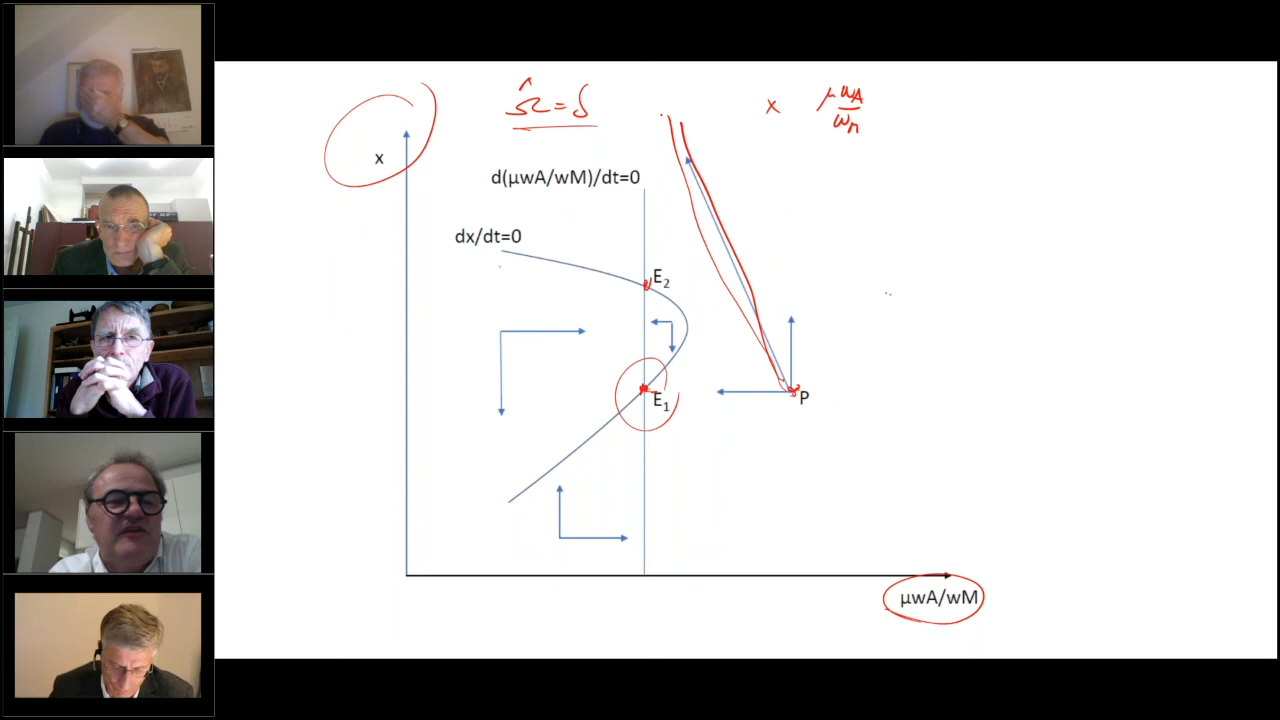 Ω̂ = δ
x μwA/wM
x
d(μwA/wM)/dt=0
dx/dt=0
E2
E1
P
μwA/wM